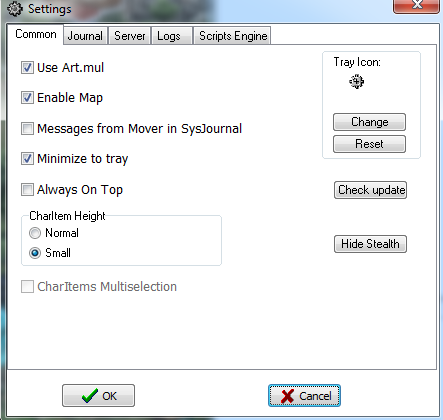 Settings
Common Journal Server Logs Scripts Engine
Use Art.mul
Enable Map
Messages from Mover in SysJournal
Minimize to tray
Always On Top
CharItem Height
Normal
Small
CharItems Multiselection
Tray Icon:
Change
Reset
Check update
Hide Stealth
OK Cancel